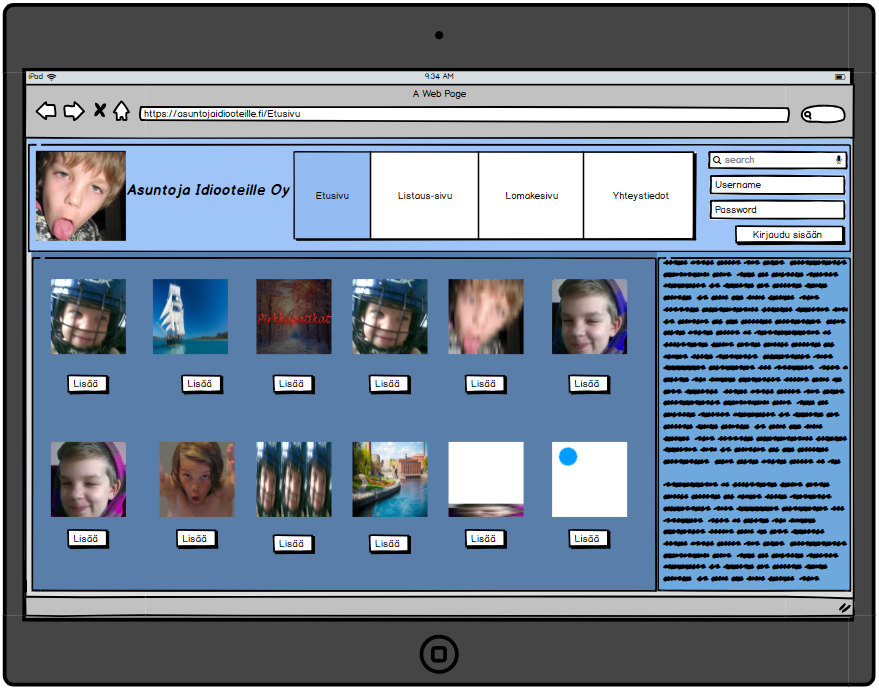 iPad
9:34 AM
A Web Page
https://asuntojaidiooteille.fi/Etusivu
Asuntoja Idiooteille Oy
Etusivu
Listaus-sivu
Lomakesivu
Yhteystiedot
search
Username
Password
Kirjaudu sisään
Pirkkapatikat
Lisää
Lisää
Lisää
Lisää
Lisää
Lisää
Lisää
Lisää
Lisää
Lisää
Lisää
Lisää